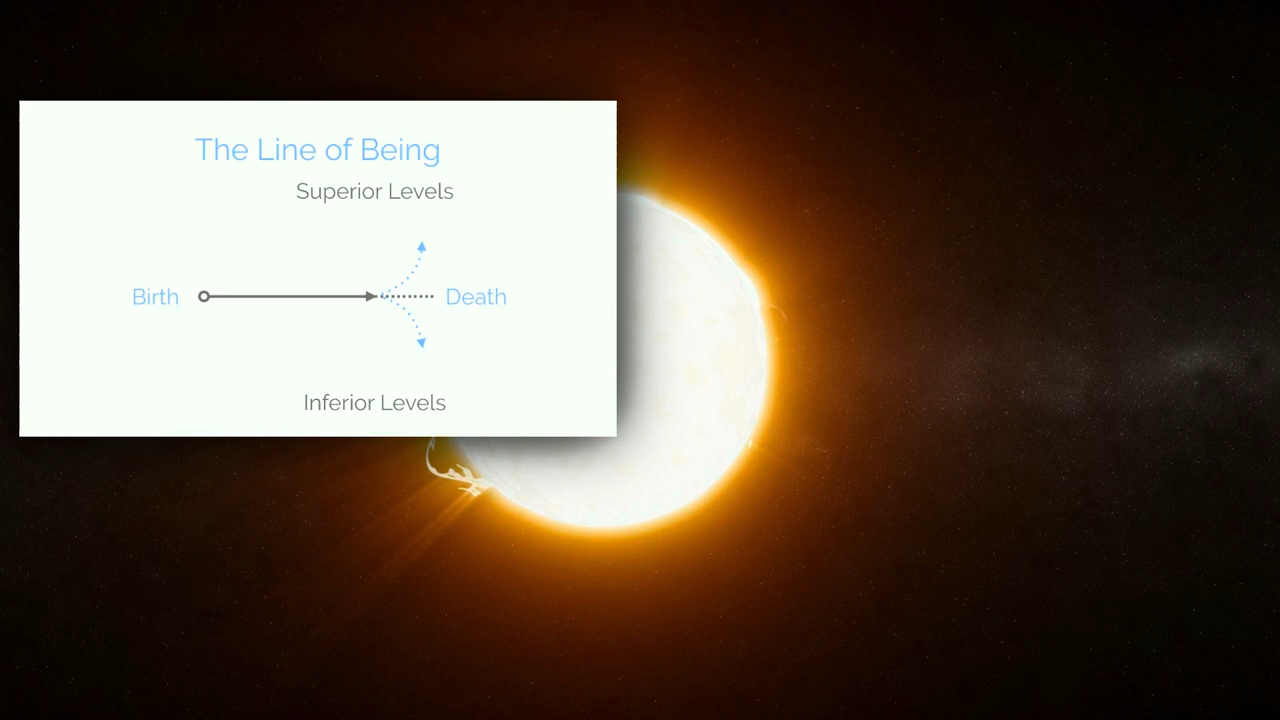 The Line of Being
Superior Levels
Birth
Death
Inferior Levels